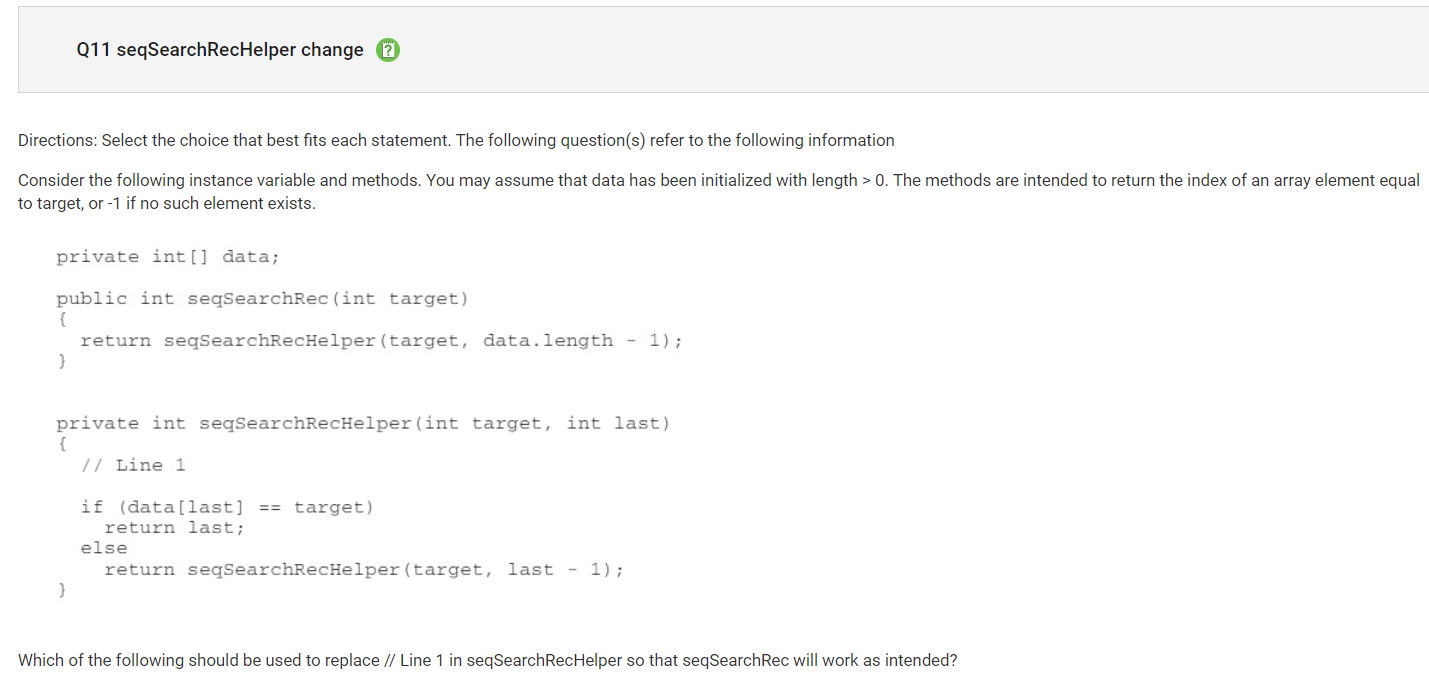 Q11 seqSearchRecHelper change
Directions: Select the choice that best fits each statement. The following question(s) refer to the following information
Consider the following instance variable and methods. You may assume that data has been initialized with length > 0. The methods are intended to return the index of an array element equal
to target, or -1 if no such element exists.
private int[] data;
public int seqSearchRec(int target)
{
return seqSearchRecHelper(target, data.length - 1);
}
private int seqSearchRecHelper(int target, int last)
{
// Line 1
if (data[last] == target)
return last;
else
return seqSearchRecHelper(target, last - 1);
}
Which of the following should be used to replace // Line 1 in seqSearchRecHelper so that seqSearchRec will work as intended?